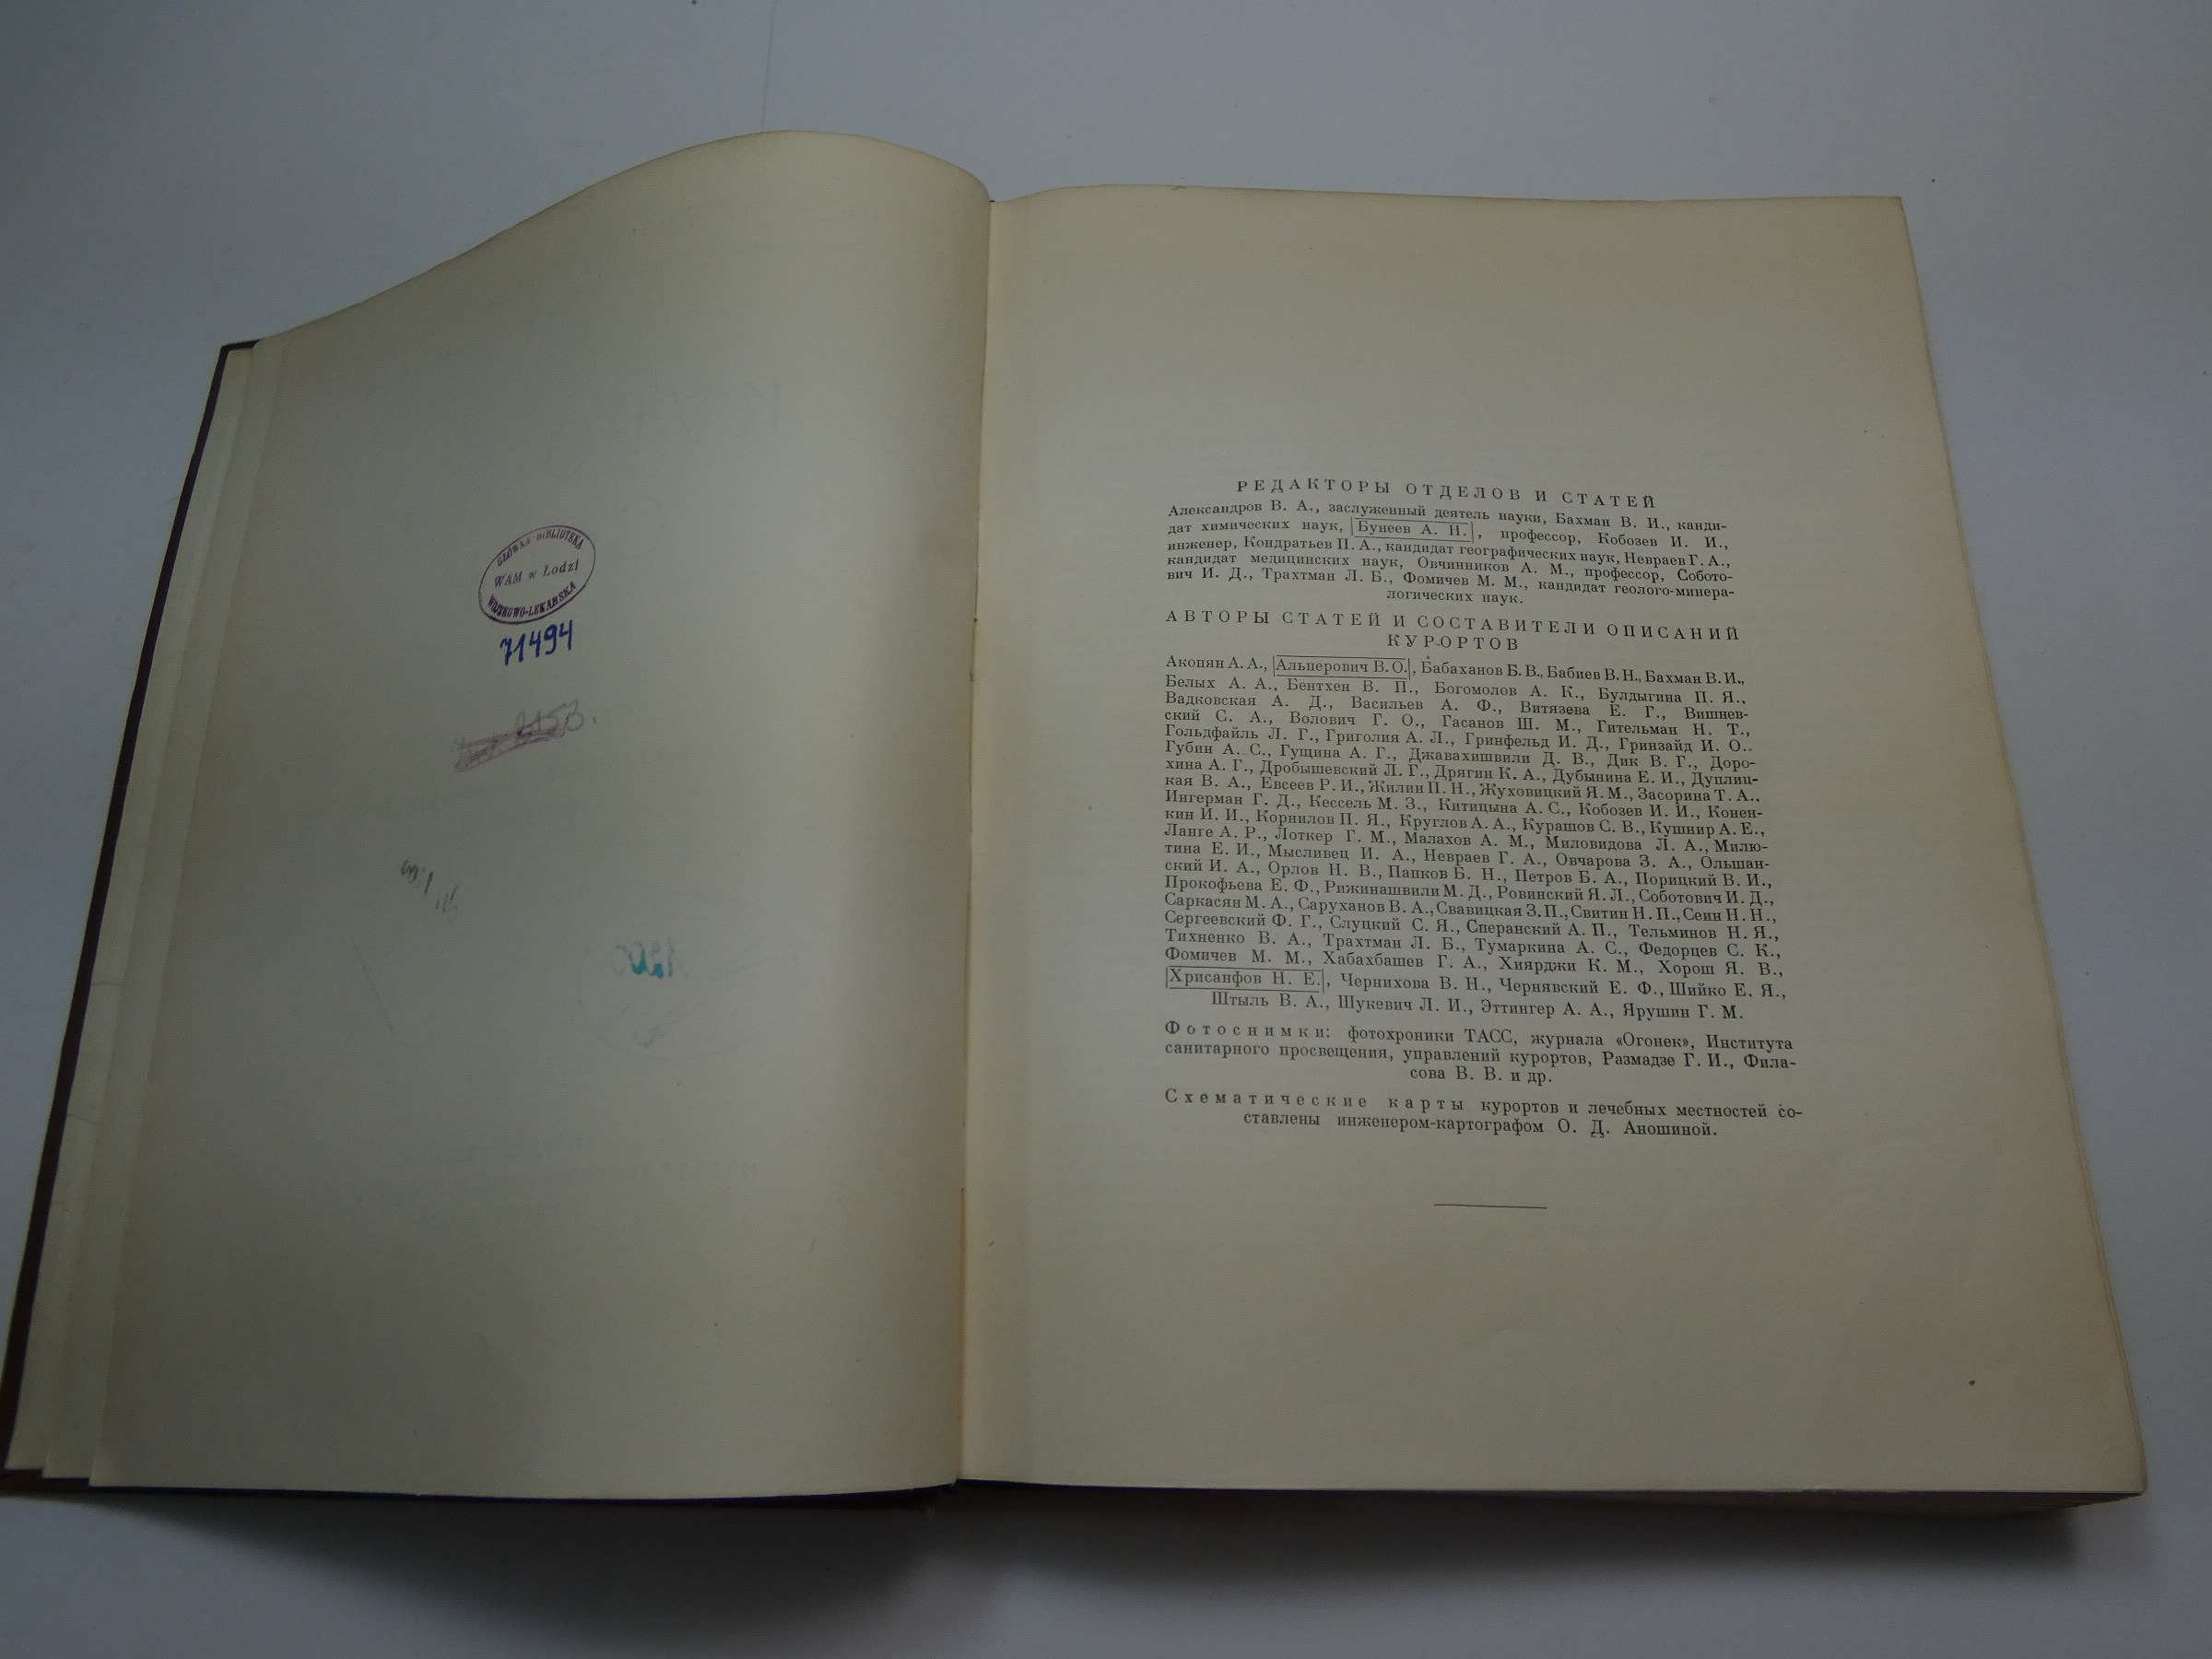 GŁÓWNA BIBLIOTEKA
WAM w Łodzi
WOJSKOWO-LEKARSKA
71494
2153.
РЕДАКТОРЫ ОТДЕЛОВ И СТАТЕЙ
Александров В. А., заслуженный деятель науки, Бахман В. И., канди-
дат химических наук, Бунеев А. Н., профессор, Кобозев И. И.,
инженер, Кондратьев П. А., кандидат географических наук, Невраев Г. А.,
кандидат медицинских наук, Овчинников А. М., профессор, Собото-
вич И. Д., Трахтман Л. Б., Фомичев М. М., кандидат геолого-минера-
логических наук.
АВТОРЫ СТАТЕЙ И СОСТАВИТЕЛИ ОПИСАНИЙ
КУРОРТОВ
Акопян А. А., Альперович В. О., Бабаханов Б. В., Бабиев В. Н., Бахман В. И.,
Белых А. А., Бентхен В. П., Богомолов А. К., Булдыгина П. Я.,
Вадковская А. Д., Васильев А. Ф., Витязева Е. Г., Вишнев-
ский С. А., Волович Г. О., Гасанов Ш. М., Гительман Н. Т.,
Гольдфайль Л. Г., Григолия А. Л., Гринфельд И. Д., Гринзайд И. О.,
Губин А. С., Гущина А. Г., Джавахишвили Д. В., Дик В. Г., Доро-
хина А. Г., Дробышевский Л. Г., Дрягин К. А., Дубынина Е. И., Дуплиц-
кая В. А., Евсеев Р. И., Жилин П. Н., Жуховицкий Я. М., Засорина Т. А.,
Ингерман Г. Д., Кессель М. З., Китицына А. С., Кобозев И. И., Конен-
кин И. И., Корнилов П. Я., Круглов А. А., Курашов С. В., Кушнир А. Е.,
Ланге А. Р., Лоткер Г. М., Малахов А. М., Миловидова Л. А., Милю-
тина Е. И., Мысливец И. А., Невраев Г. А., Овчарова З. А., Ольшан-
ский И. А., Орлов Н. В., Папков Б. Н., Петров Б. А., Порицкий В. И.,
Прокофьева Е. Ф., Рижинашвили М. Д., Ровинский Я. Л., Соботович И. Д.,
Саркасян М. А., Саруханов В. А., Свавицкая З. П., Свитин Н. П., Сеин Н. Н.,
Сергеевский Ф. Г., Слуцкий С. Я., Сперанский А. П., Тельминов Н. Я.,
Тихненко В. А., Трахтман Л. Б., Тумаркина А. С., Федорцев С. К.,
Фомичев М. М., Хабахбашев Г. А., Хиярджи К. М., Хорош Я. В.,
Хрисанфов Н. Е., Чернихова В. Н., Чернявский Е. Ф., Шийко Е. Я.,
Штыль В. А., Шукевич Л. И., Эттингер А. А., Ярушин Г. М.
Фотоснимки: фотохроники ТАСС, журнала «Огонек», Института
санитарного просвещения, управлений курортов, Размадзе Г. И., Фила-
сова В. В. и др.
Схематические карты курортов и лечебных местностей со-
ставлены инженером-картографом О. Д. Аношиной.